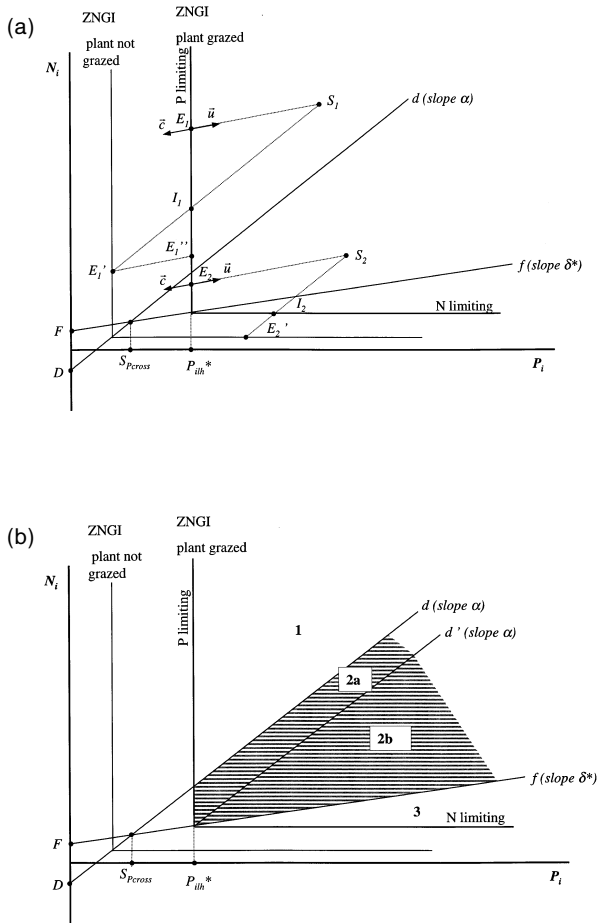 (a)
ZNGI
plant not
grazed
ZNGI
plant grazed
N_i
P limiting
c⃗
E_1
u⃗
S_1
d (slope α)
I_1
E_1''
E_1'
c⃗
E_2
u⃗
S_2
f (slope δ*)
I_2
N limiting
E_2'
F
D
S_Pcross
P_ilh*
P_i
(b)
ZNGI
plant not
grazed
ZNGI
plant grazed
N_i
P limiting
1
d (slope α)
d' (slope α)
2a
2b
f (slope δ*)
3
N limiting
F
D
S_Pcross
P_ilh*
P_i